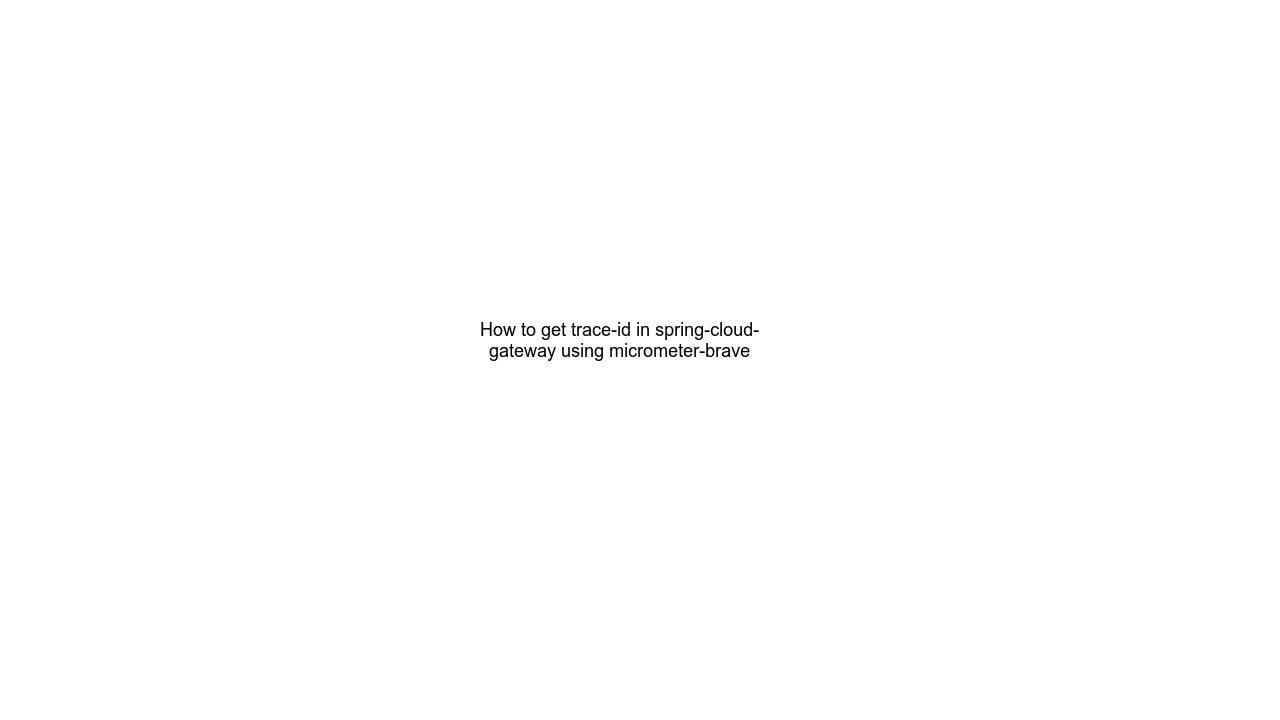 How to get trace-id in spring-cloud-
gateway using micrometer-brave